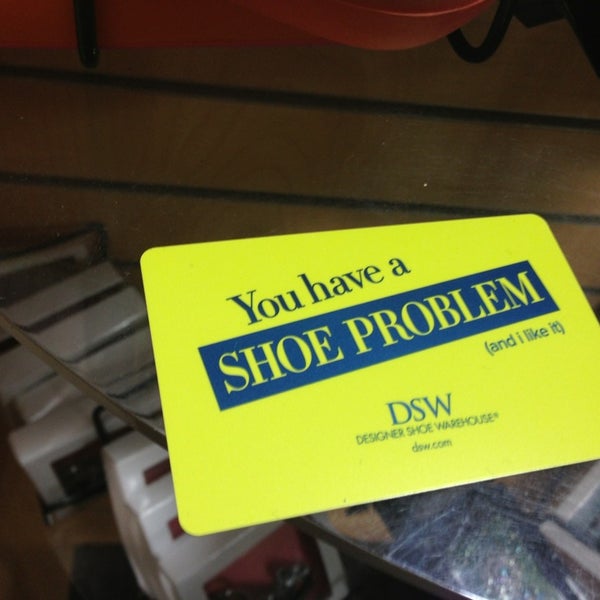 You have a
SHOE PROBLEM
(and i like it)
DSW
DESIGNER SHOE WAREHOUSE®
dsw.com